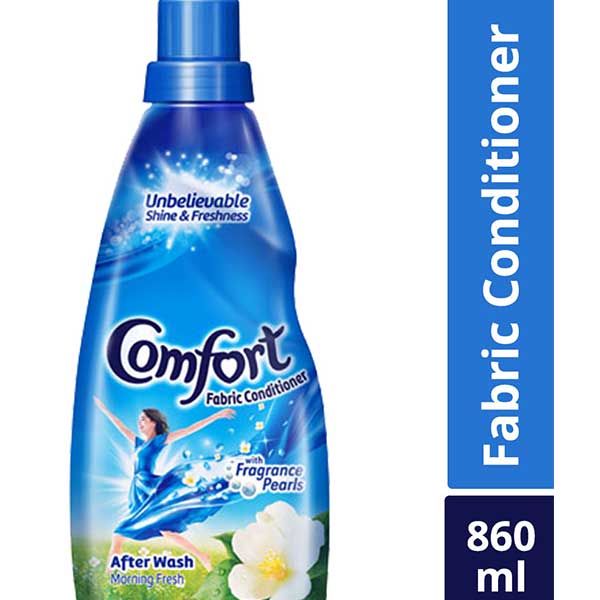 Unbelievable
Shine & Freshness
Comfort
Fabric Conditioner
with
Fragrance
Pearls
After Wash
Morning Fresh
Fabric Conditioner
860
ml